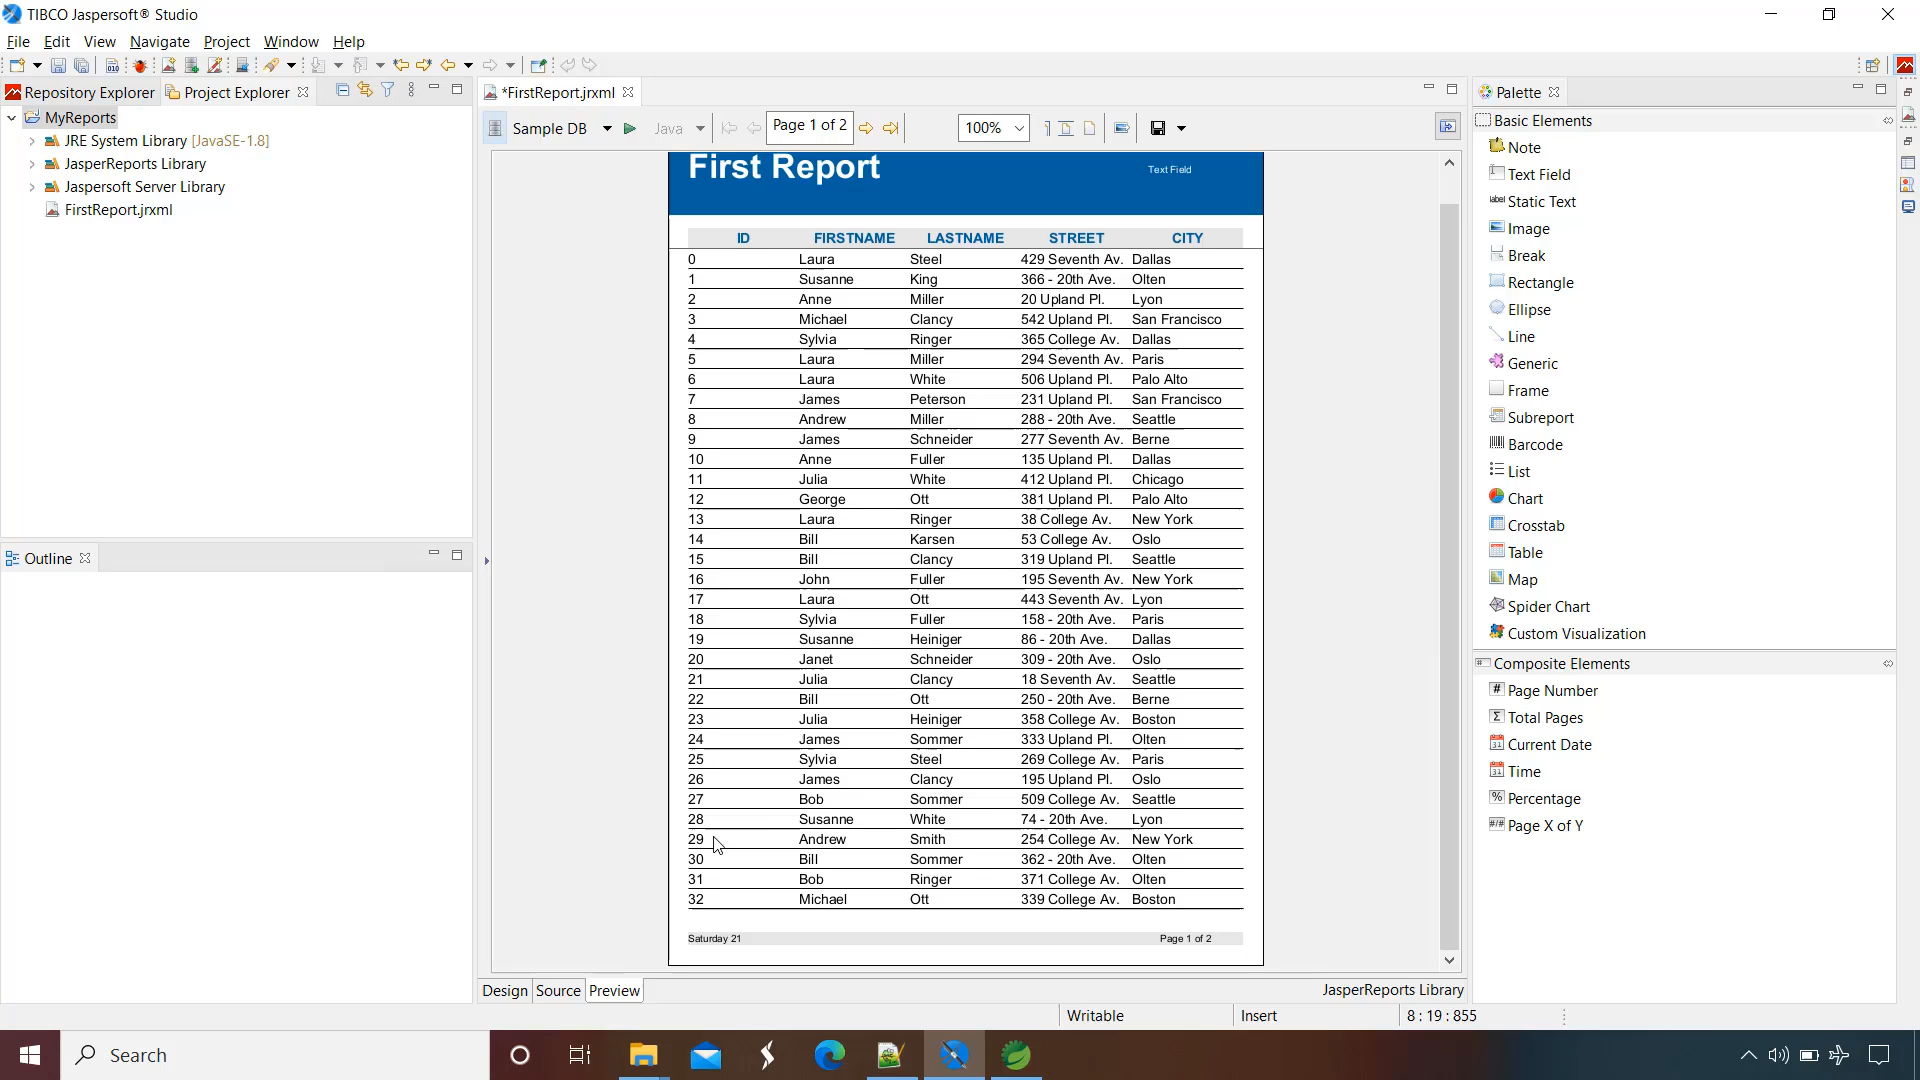 TIBCO Jaspersoft® Studio
File Edit View Navigate Project Window Help
Repository Explorer Project Explorer
*FirstReport.jrxml
Palette
MyReports
JRE System Library [JavaSE-1.8]
JasperReports Library
Jaspersoft Server Library
FirstReport.jrxml
Outline
Sample DB Java Page 1 of 2 100%
First Report Text Field
ID FIRSTNAME LASTNAME STREET CITY
0 Laura Steel 429 Seventh Av. Dallas
1 Susanne King 366 - 20th Ave. Olten
2 Anne Miller 20 Upland Pl. Lyon
3 Michael Clancy 542 Upland Pl. San Francisco
4 Sylvia Ringer 365 College Av. Dallas
5 Laura Miller 294 Seventh Av. Paris
6 Laura White 506 Upland Pl. Palo Alto
7 James Peterson 231 Upland Pl. San Francisco
8 Andrew Miller 288 - 20th Ave. Seattle
9 James Schneider 277 Seventh Av. Berne
10 Anne Fuller 135 Upland Pl. Dallas
11 Julia White 412 Upland Pl. Chicago
12 George Ott 381 Upland Pl. Palo Alto
13 Laura Ringer 38 College Av. New York
14 Bill Karsen 53 College Av. Oslo
15 Bill Clancy 319 Upland Pl. Seattle
16 John Fuller 195 Seventh Av. New York
17 Laura Ott 443 Seventh Av. Lyon
18 Sylvia Fuller 158 - 20th Ave. Paris
19 Susanne Heiniger 86 - 20th Ave. Dallas
20 Janet Schneider 309 - 20th Ave. Oslo
21 Julia Clancy 18 Seventh Av. Seattle
22 Bill Ott 250 - 20th Ave. Berne
23 Julia Heiniger 358 College Av. Boston
24 James Sommer 333 Upland Pl. Olten
25 Sylvia Steel 269 College Av. Paris
26 James Clancy 195 Upland Pl. Oslo
27 Bob Sommer 509 College Av. Seattle
28 Susanne White 74 - 20th Ave. Lyon
29 Andrew Smith 254 College Av. New York
30 Bill Sommer 362 - 20th Ave. Olten
31 Bob Ringer 371 College Av. Olten
32 Michael Ott 339 College Av. Boston
Saturday 21 Page 1 of 2
Design Source Preview JasperReports Library
Basic Elements
Note
Text Field
label Static Text
Image
Break
Rectangle
Ellipse
Line
Generic
Frame
Subreport
Barcode
List
Chart
Crosstab
Table
Map
Spider Chart
Custom Visualization
Composite Elements
# Page Number
Σ Total Pages
Current Date
Time
% Percentage
#/# Page X of Y
Writable Insert 8 : 19 : 855
Search